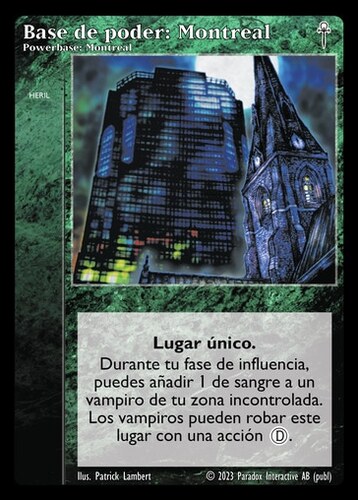 Base de poder: Montreal
Powerbase: Montreal
HERIL
Lugar único.
Durante tu fase de influencia,
puedes añadir 1 de sangre a un
vampiro de tu zona incontrolada.
Los vampiros pueden robar este
lugar con una acción Ⓓ.
Ilus. Patrick Lambert
© 2023 Paradox Interactive AB (publ)